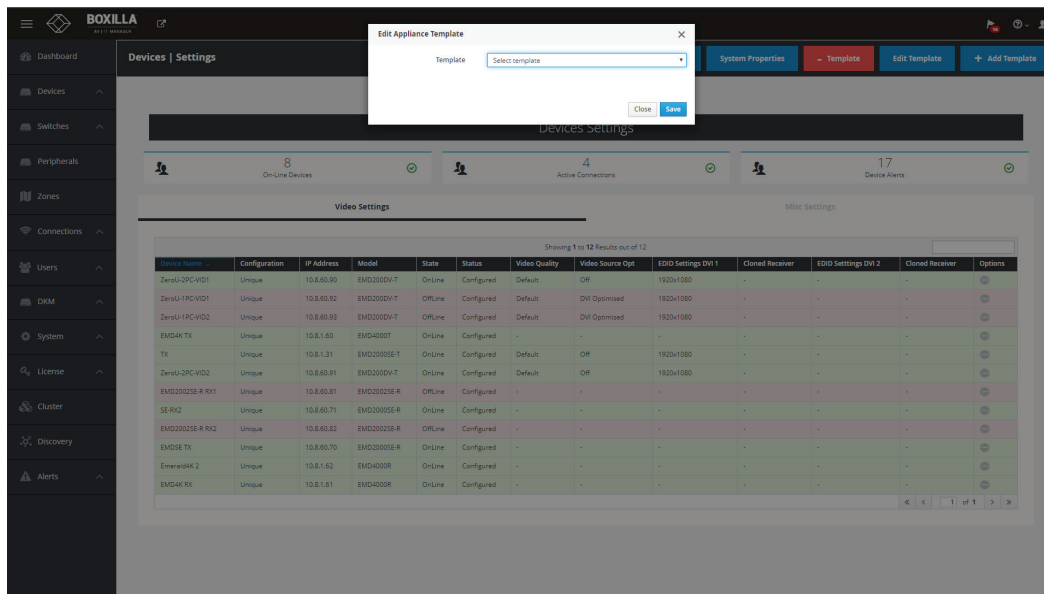 BOXILLA
Edit Appliance Template
Template Select template
Close Save
Dashboard
Devices
Switches
Peripherals
Zones
Connections
Users
DKM
System
License
Cluster
Discovery
Alerts
Devices | Settings
System Properties - Template Edit Template + Add Template
Devices Settings
8
On-Line Devices
4
Active Connections
17
Device Alerts
Video Settings Misc Settings
Showing 1 to 12 Results out of 12
Device Name Configuration IP Address Model State Status Video Quality Video Source Opt EDID Settings DVI 1 Cloned Receiver EDID Setttings DVI 2 Cloned Receiver Options
ZeroU-2PC-VID1 Unique 10.8.60.90 EMD200DV-T OnLine Configured Default Off 1920x1080 - - -
ZeroU-1PC-VID1 Unique 10.8.60.92 EMD200DV-T OffLine Configured Default DVI Optimised 1920x1080 - - -
ZeroU-1PC-VID2 Unique 10.8.60.93 EMD200DV-T OffLine Configured Default DVI Optimised 1920x1080 - - -
EMD4K TX Unique 10.8.1.60 EMD4000T OnLine Configured - - - - - -
TX Unique 10.8.1.31 EMD2000SE-T OnLine Configured Default Off 1920x1080 - - -
ZeroU-2PC-VID2 Unique 10.8.60.91 EMD200DV-T OnLine Configured Default Off 1920x1080 - - -
EMD2002SE-R RX1 Unique 10.8.60.81 EMD2002SE-R OffLine Configured - - - - - -
SE-RX2 Unique 10.8.60.71 EMD2000SE-R OnLine Configured - - - - - -
EMD2002SE-R RX2 Unique 10.8.60.82 EMD2002SE-R OffLine Configured - - - - - -
EMDSE TX Unique 10.8.60.70 EMD2000SE-R OnLine Configured - - - - - -
Emerald4K 2 Unique 10.8.1.62 EMD4000R OnLine Configured - - - - - -
EMD4K RX Unique 10.8.1.61 EMD4000R OnLine Configured - - - - - -
« < 1 of 1 > »